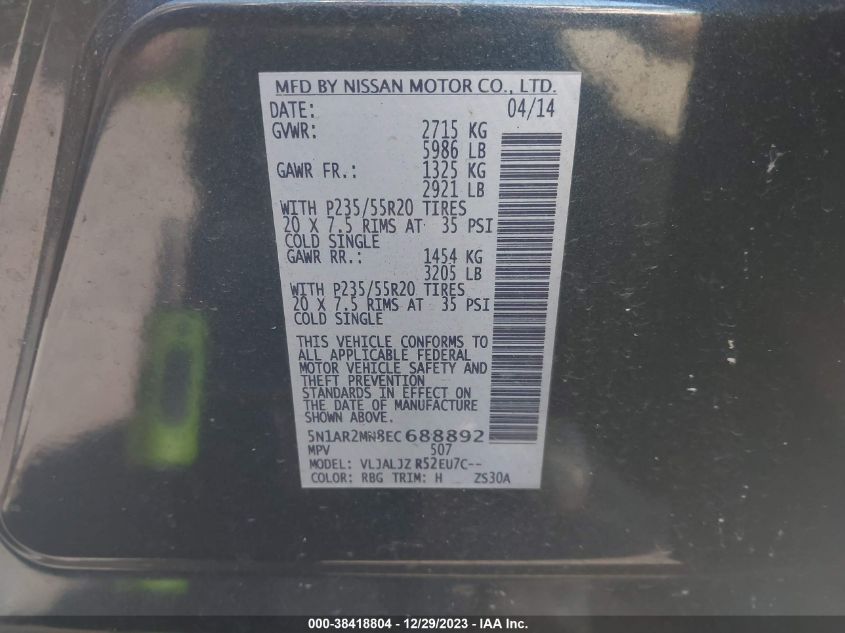 MFD BY NISSAN MOTOR CO., LTD.
DATE: 04/14
GVWR: 2715 KG
5986 LB
GAWR FR.: 1325 KG
2921 LB
WITH P235/55R20 TIRES
20 X 7.5 RIMS AT 35 PSI
COLD SINGLE
GAWR RR.: 1454 KG
3205 LB
WITH P235/55R20 TIRES
20 X 7.5 RIMS AT 35 PSI
COLD SINGLE
THIS VEHICLE CONFORMS TO
ALL APPLICABLE FEDERAL
MOTOR VEHICLE SAFETY AND
THEFT PREVENTION
STANDARDS IN EFFECT ON
THE DATE OF MANUFACTURE
SHOWN ABOVE.
5N1AR2MN8EC688892
MPV 507
MODEL: VLJALJZ R52EU7C--
COLOR: RBG TRIM: H ZS30A
000-38418804 - 12/29/2023 - IAA Inc.